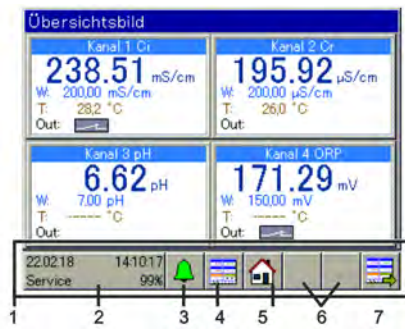 Übersichtsbild
Kanal 1 Ci
238.51 mS/cm
W: 200,00 mS/cm
T: 28,2 °C
Out:
Kanal 2 Cr
195.92 µS/cm
W: 200,00 µS/cm
T: 26,0 °C
Out:
Kanal 3 pH
6.62 pH
W: 7,00 pH
T: ----- °C
Out:
Kanal 4 ORP
171.29 mV
W: 150,00 mV
T: ----- °C
Out:
22.02.18 14:10:17
Service 99%
1 2 3 4 5 6 7